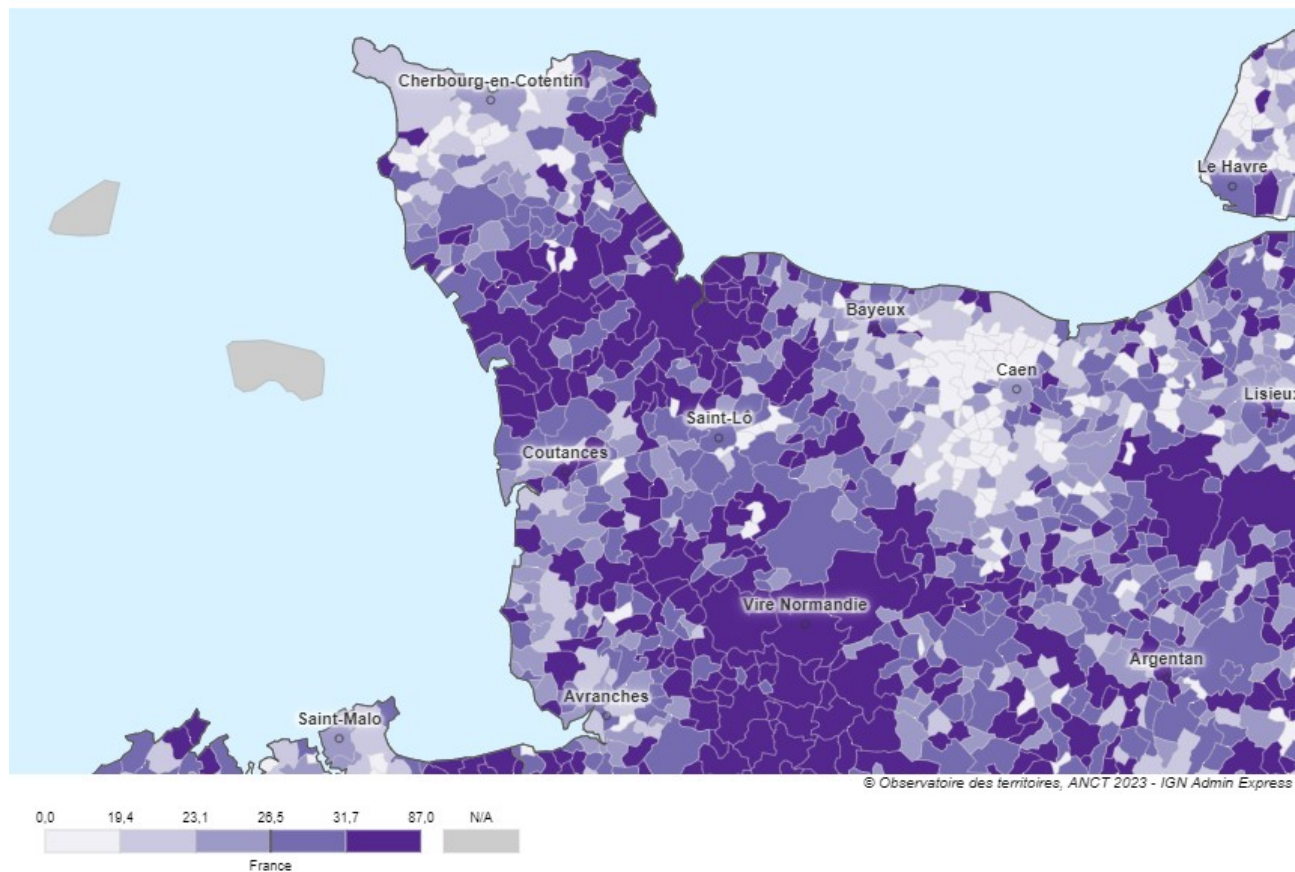 Cherbourg-en-Cotentin
Le Havre
Bayeux
Caen
Lisieux
Saint-Lô
Coutances
Vire Normandie
Argentan
Avranches
Saint-Malo
© Observatoire des territoires, ANCT 2023 - IGN Admin Express
0,0 19,4 23,1 26,5 31,7 87,0 N/A
France